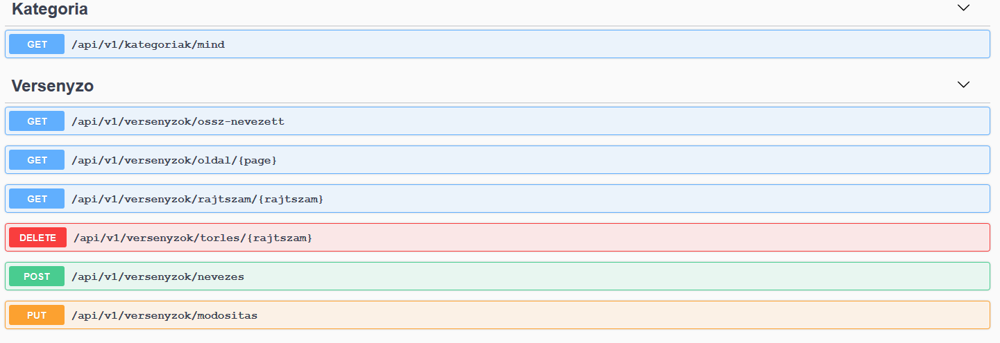 Kategoria
GET /api/v1/kategoriak/mind
Versenyzo
GET /api/v1/versenyzok/ossz-nevezett
GET /api/v1/versenyzok/oldal/{page}
GET /api/v1/versenyzok/rajtszam/{rajtszam}
DELETE /api/v1/versenyzok/torles/{rajtszam}
POST /api/v1/versenyzok/nevezes
PUT /api/v1/versenyzok/modositas